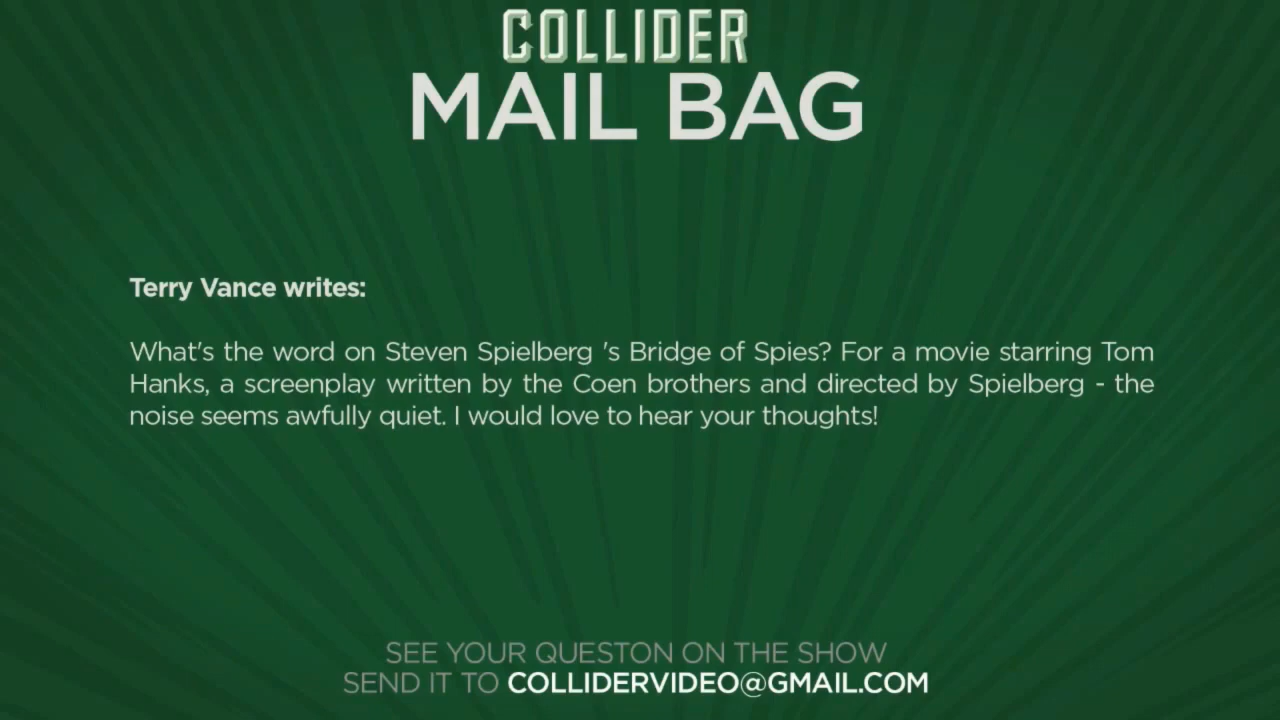 COLLIDER
MAIL BAG
Terry Vance writes:
What's the word on Steven Spielberg 's Bridge of Spies? For a movie starring Tom
Hanks, a screenplay written by the Coen brothers and directed by Spielberg - the
noise seems awfully quiet. I would love to hear your thoughts!
SEE YOUR QUESTON ON THE SHOW
SEND IT TO COLLIDERVIDEO@GMAIL.COM